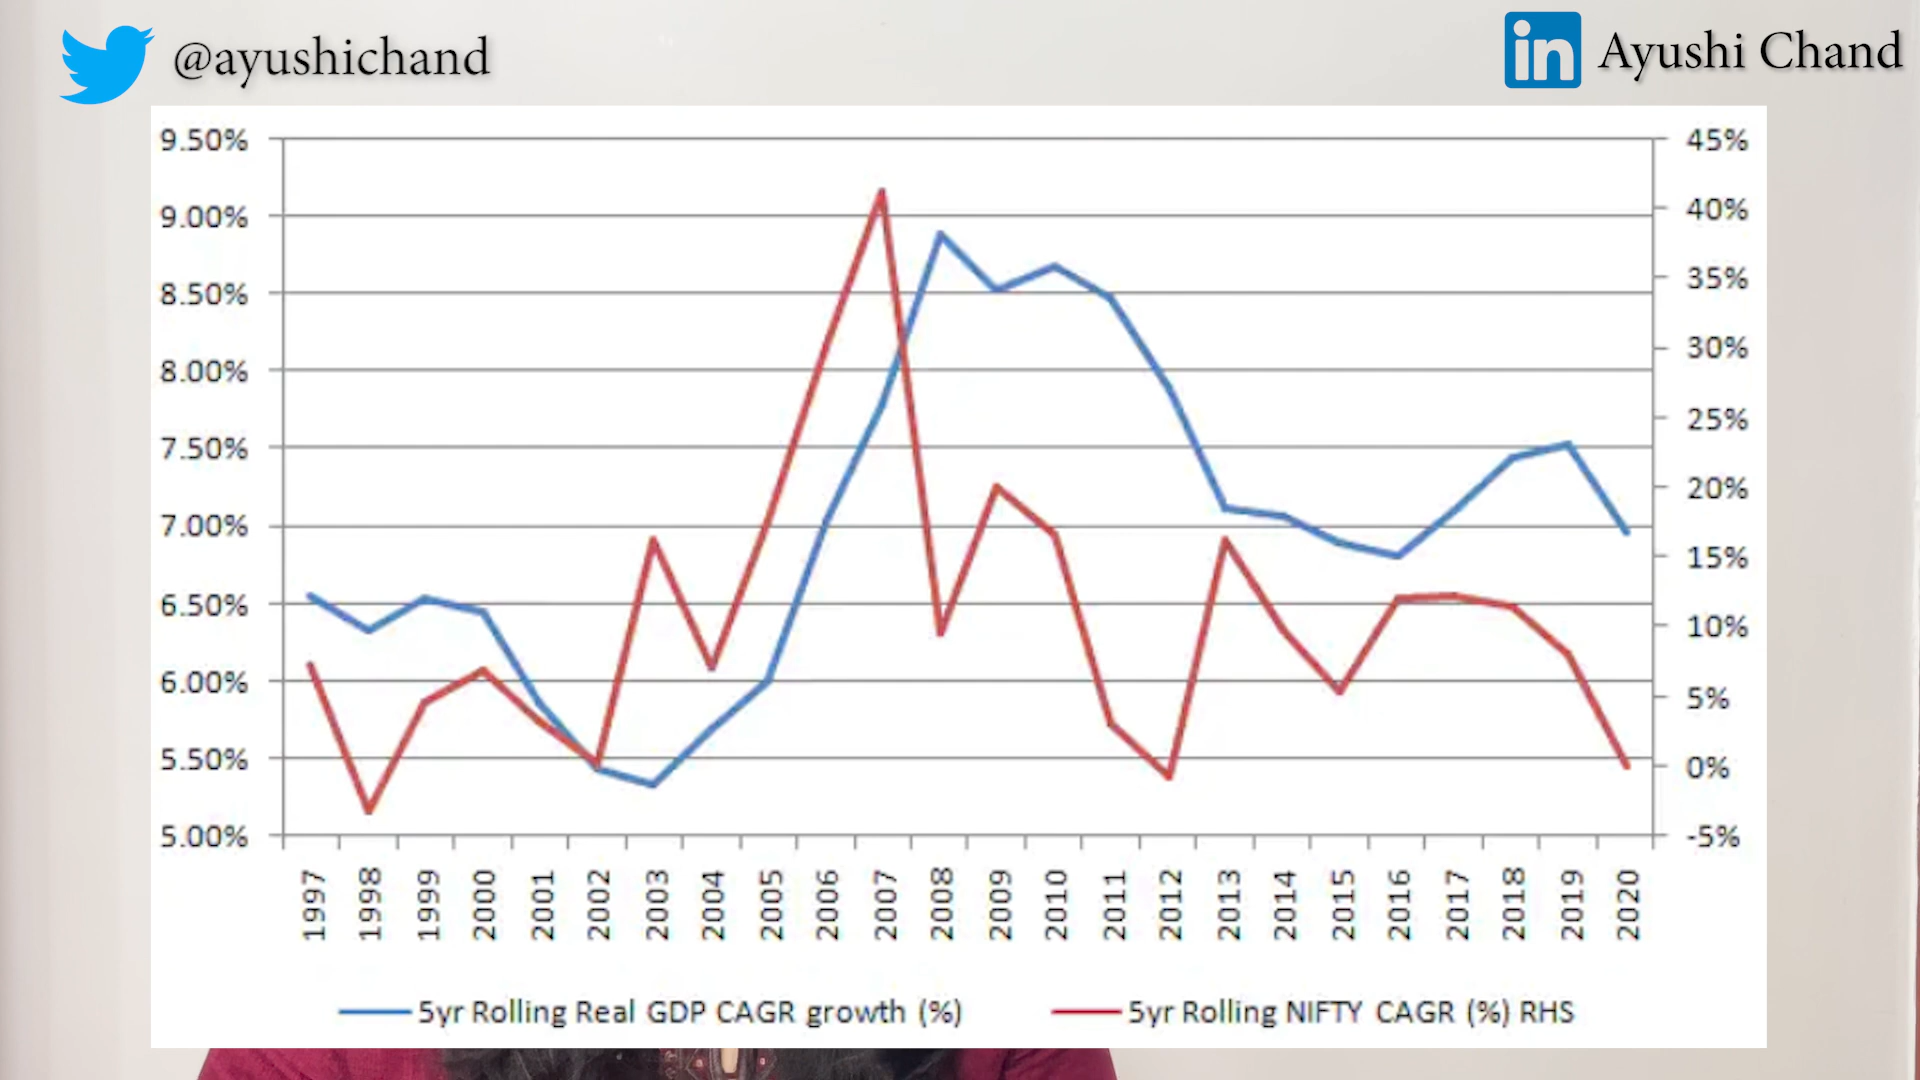 @ayushichand
in Ayushi Chand
9.50% 45%
9.00% 40%
8.50% 35%
8.00% 30%
7.50% 25%
7.00% 20%
6.50% 15%
6.00% 10%
5.50% 5%
5.00% 0%
-5%
1997 1998 1999 2000 2001 2002 2003 2004 2005 2006 2007 2008 2009 2010 2011 2012 2013 2014 2015 2016 2017 2018 2019 2020
5yr Rolling Real GDP CAGR growth (%) 5yr Rolling NIFTY CAGR (%) RHS